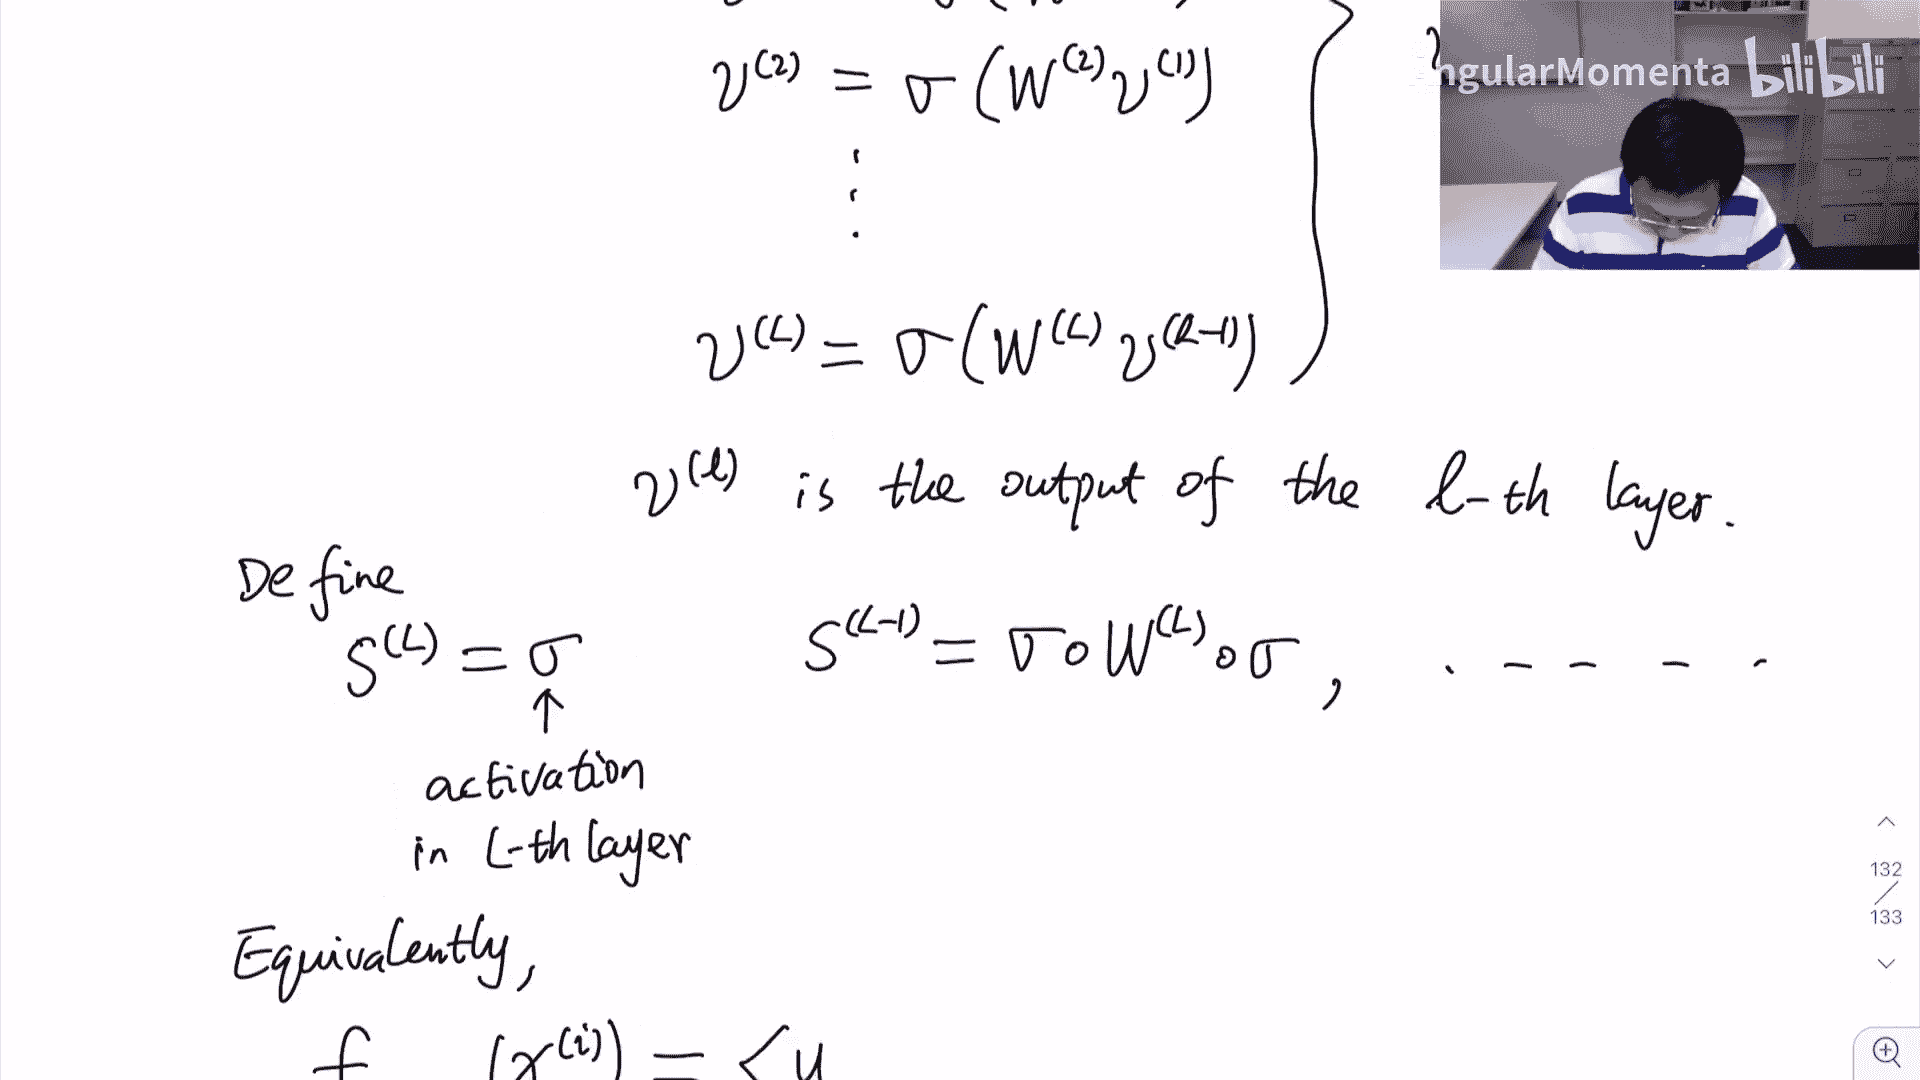 v^(2) = σ(W^(2) v^(1))
⋮
v^(L) = σ(W^(L) v^(L-1))
v^(l) is the output of the l-th layer.
Define
S^(L) = σ
S^(L-1) = σ∘W^(L)∘σ, . - - - .
↑
activation
in L-th layer
Equivalently,
f (x^(i)) = <u
ngularMomenta bilibili
132
/
133